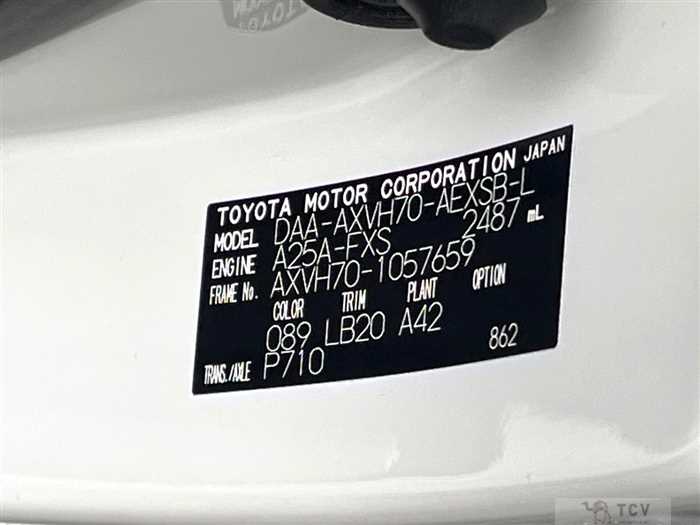 TOYOTA MOTOR CORPORATION JAPAN
MODEL DAA-AXVH70-AEXSB-L
ENGINE A25A-FXS 2487 mL
FRAME No. AXVH70-1057659
COLOR TRIM PLANT OPTION
089 LB20 A42
TRANS./AXLE P710 862
TCV